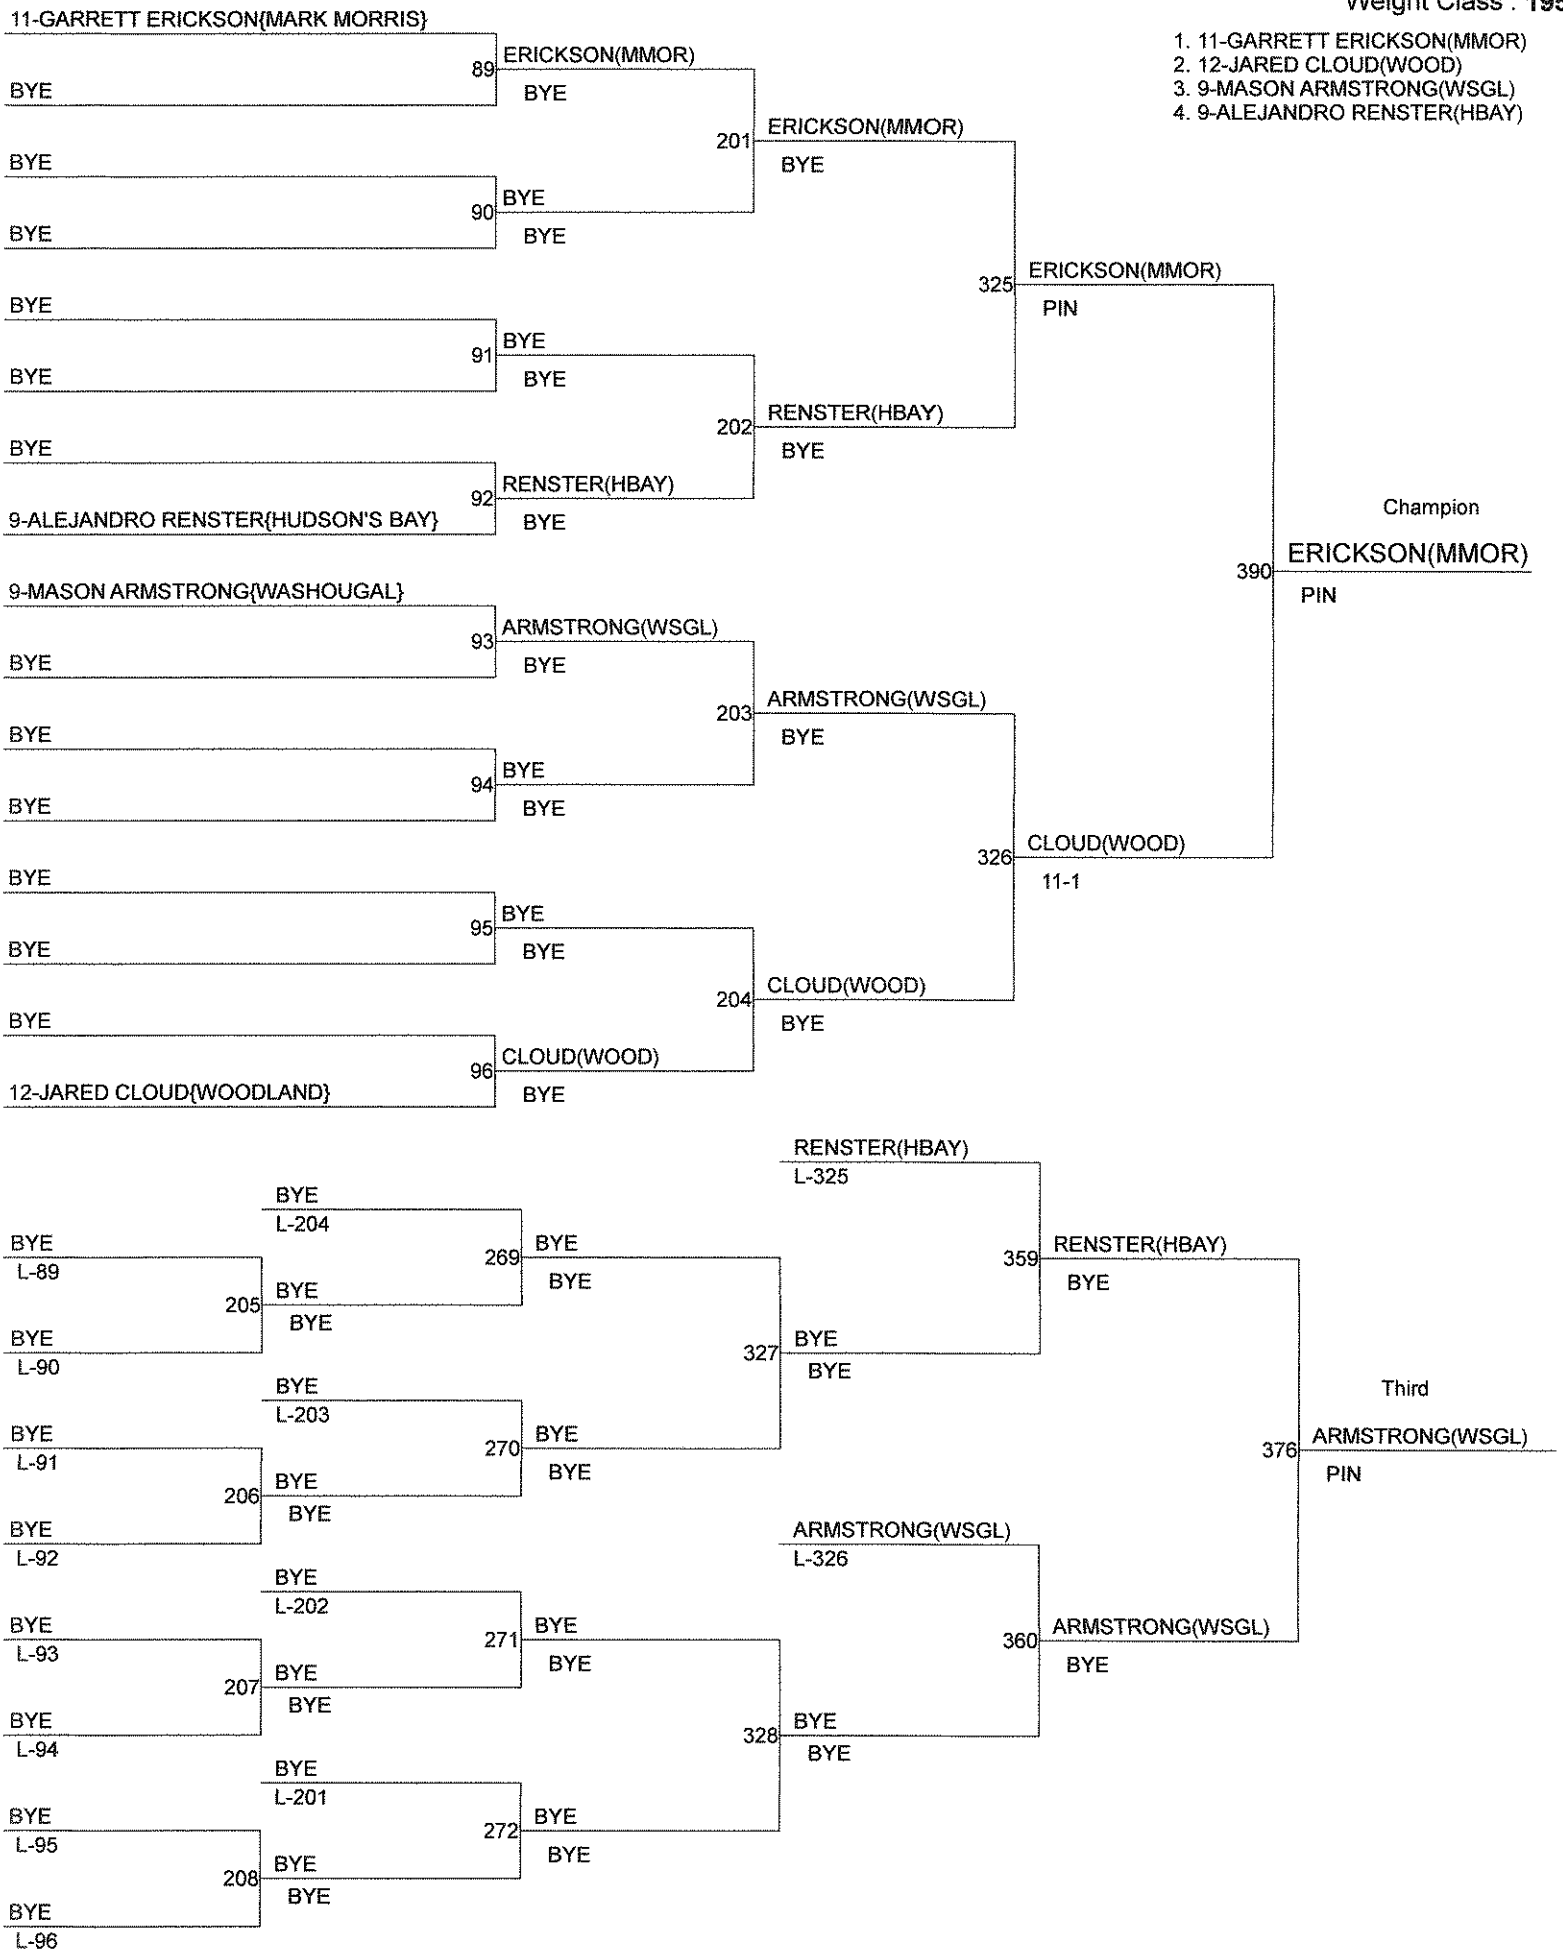 Weight Class : 195
1. 11-GARRETT ERICKSON(MMOR)
2. 12-JARED CLOUD(WOOD)
3. 9-MASON ARMSTRONG(WSGL)
4. 9-ALEJANDRO RENSTER(HBAY)
11-GARRETT ERICKSON{MARK MORRIS}
89 ERICKSON(MMOR)
BYE BYE
201 ERICKSON(MMOR)
BYE BYE
90 BYE
BYE BYE
325 ERICKSON(MMOR)
BYE PIN
91 BYE
BYE BYE
202 RENSTER(HBAY)
BYE BYE
92 RENSTER(HBAY)
9-ALEJANDRO RENSTER{HUDSON'S BAY} BYE
Champion
390 ERICKSON(MMOR)
PIN
9-MASON ARMSTRONG{WASHOUGAL}
93 ARMSTRONG(WSGL)
BYE BYE
203 ARMSTRONG(WSGL)
BYE BYE
94 BYE
BYE BYE
326 CLOUD(WOOD)
BYE 11-1
95 BYE
BYE BYE
204 CLOUD(WOOD)
BYE BYE
96 CLOUD(WOOD)
12-JARED CLOUD{WOODLAND} BYE
RENSTER(HBAY)
L-325
BYE
L-204
BYE 269 BYE
L-89 BYE
359 RENSTER(HBAY)
BYE
205 BYE
BYE
BYE 327 BYE
L-90 BYE
BYE
L-203
Third
BYE 270 BYE
L-91 BYE
376 ARMSTRONG(WSGL)
PIN
206 BYE
BYE
BYE
L-92
ARMSTRONG(WSGL)
L-326
BYE
L-202
BYE 271 BYE
L-93 BYE
360 ARMSTRONG(WSGL)
BYE
207 BYE
BYE
BYE 328 BYE
L-94 BYE
BYE
L-201
BYE 272 BYE
L-95 BYE
208 BYE
BYE
BYE
L-96